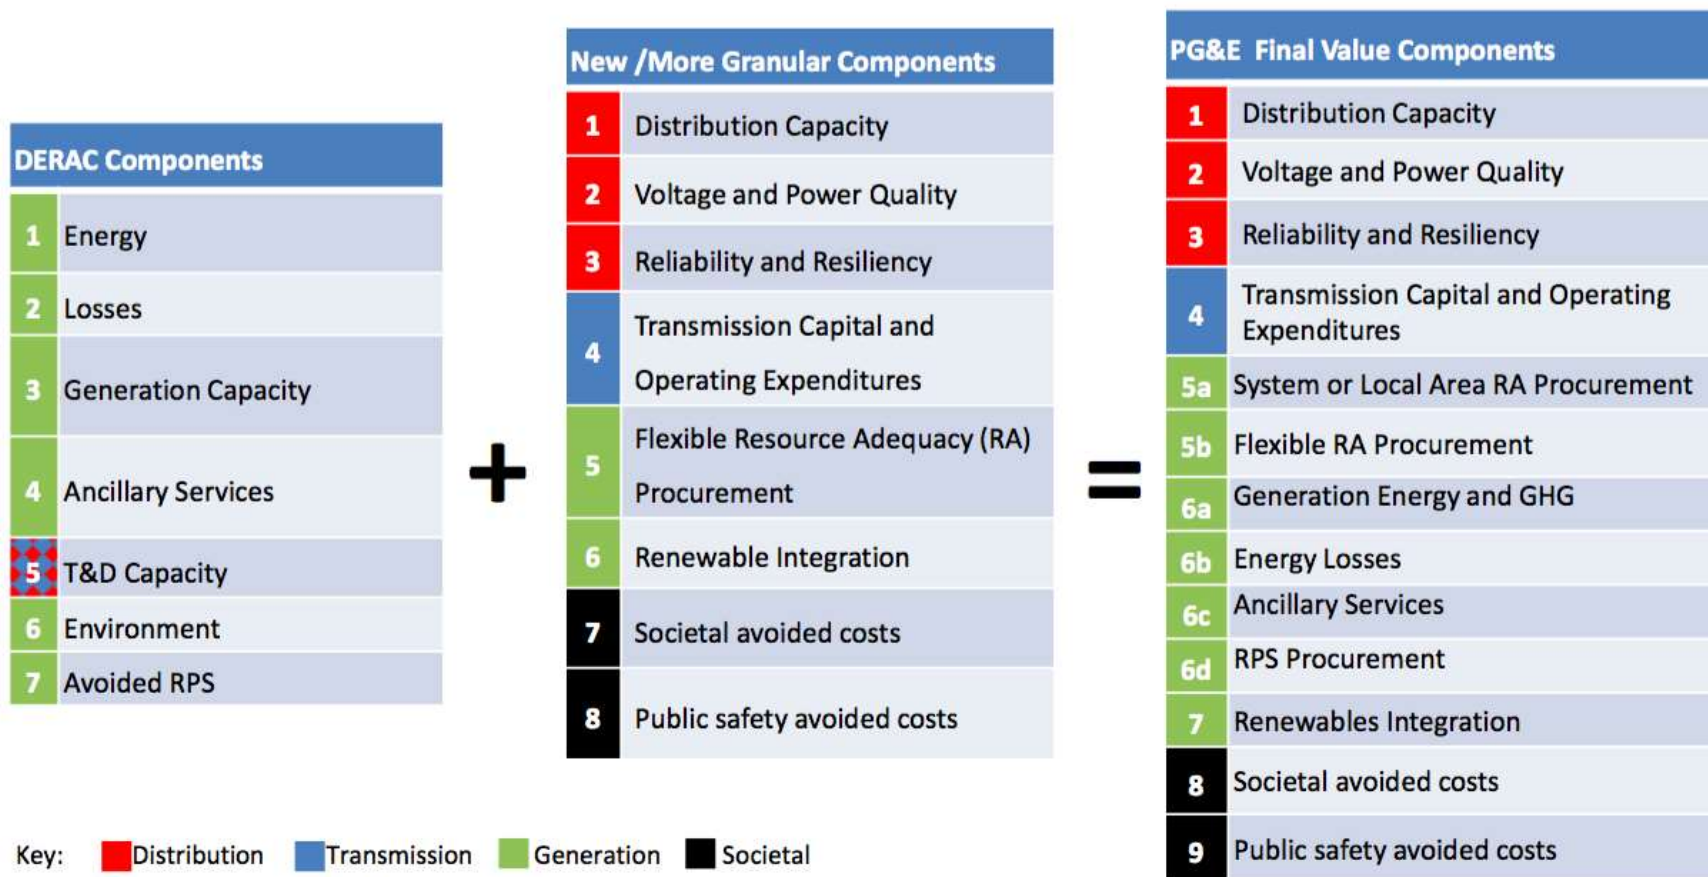 DERAC Components
1 Energy
2 Losses
3 Generation Capacity
4 Ancillary Services
5 T&D Capacity
6 Environment
7 Avoided RPS
+
New /More Granular Components
1 Distribution Capacity
2 Voltage and Power Quality
3 Reliability and Resiliency
4 Transmission Capital and
Operating Expenditures
5 Flexible Resource Adequacy (RA)
Procurement
6 Renewable Integration
7 Societal avoided costs
8 Public safety avoided costs
=
PG&E Final Value Components
1 Distribution Capacity
2 Voltage and Power Quality
3 Reliability and Resiliency
4 Transmission Capital and Operating
Expenditures
5a System or Local Area RA Procurement
5b Flexible RA Procurement
6a Generation Energy and GHG
6b Energy Losses
6c Ancillary Services
6d RPS Procurement
7 Renewables Integration
8 Societal avoided costs
9 Public safety avoided costs
Key: Distribution Transmission Generation Societal